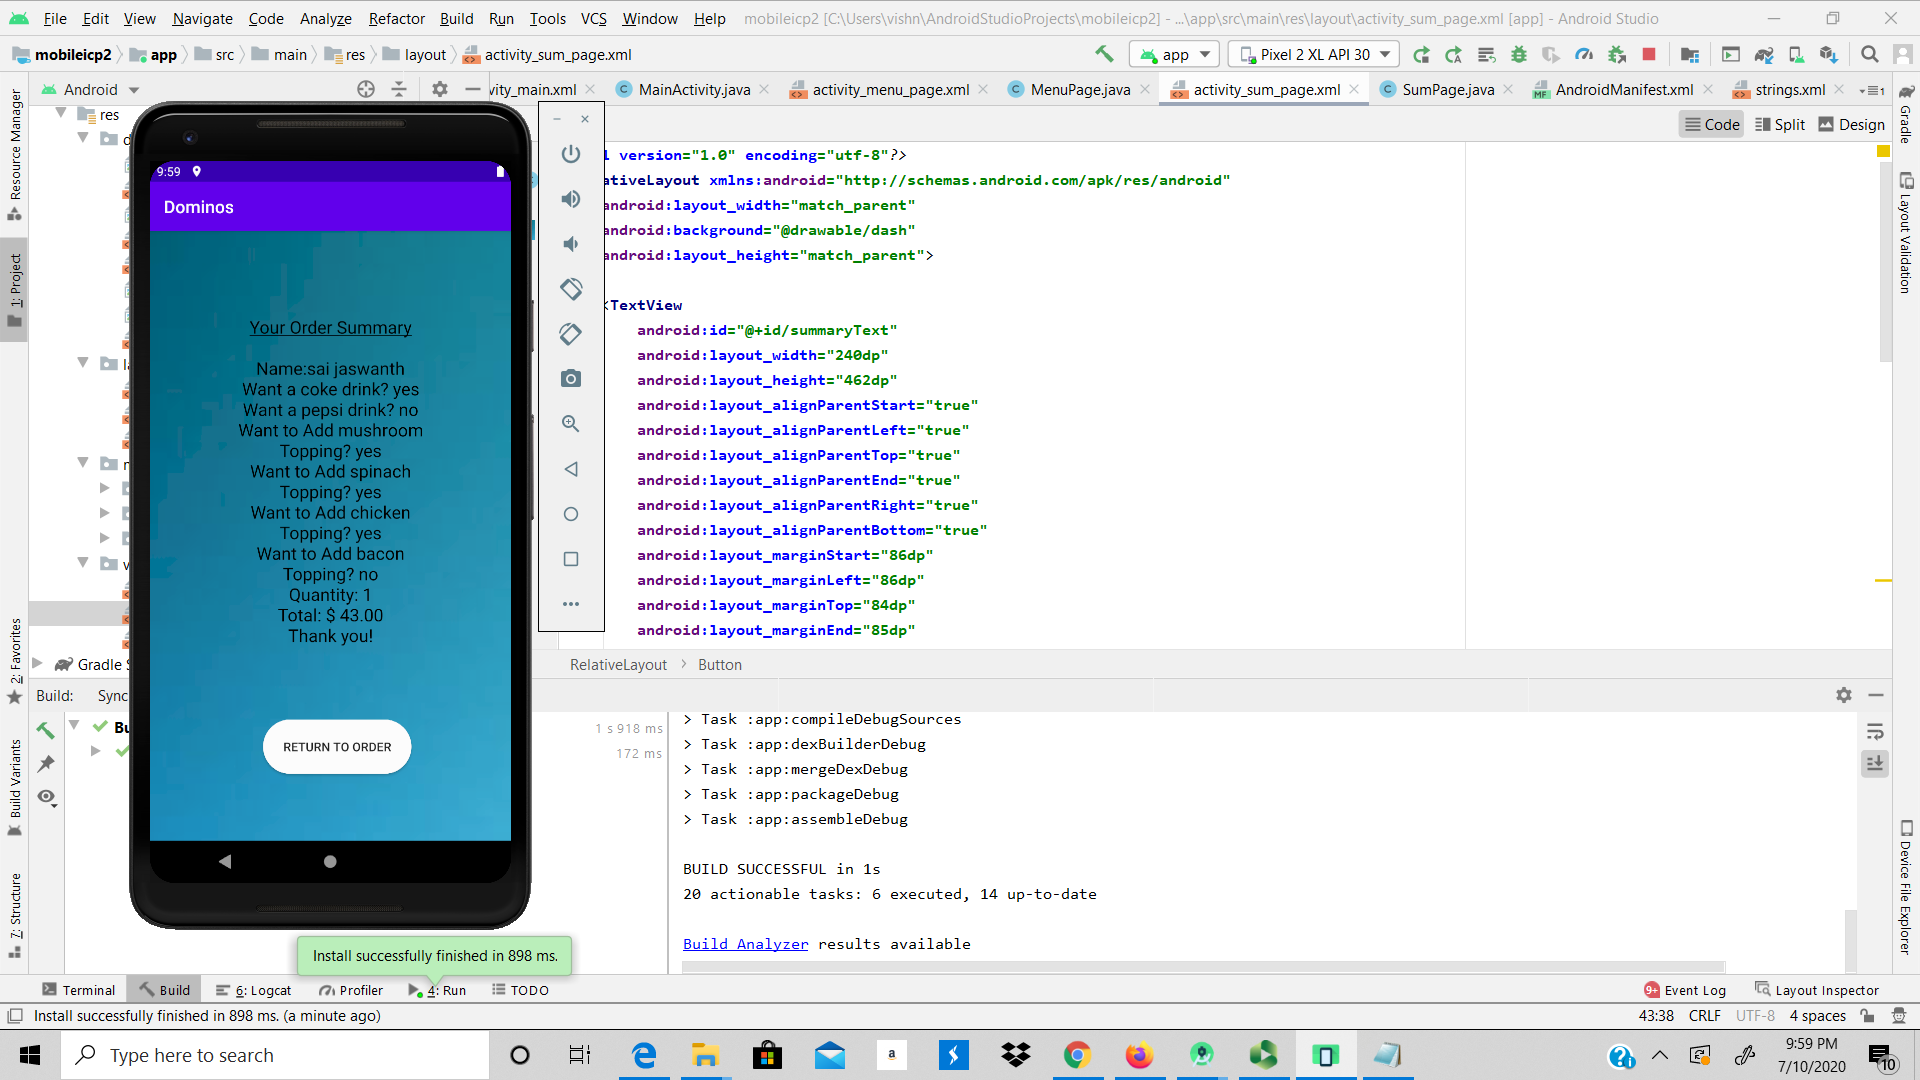 File Edit View Navigate Code Analyze Refactor Build Run Tools VCS Window Help mobileicp2 [C:\Users\vishn\AndroidStudioProjects\mobileicp2] - ...\app\src\main\res\layout\activity_sum_page.xml [app] - Android Studio
mobileicp2 app src main res layout activity_sum_page.xml app Pixel 2 XL API 30
Android vity_main.xml MainActivity.java activity_menu_page.xml MenuPage.java activity_sum_page.xml SumPage.java AndroidManifest.xml strings.xml
Code Split Design
res
Resource Manager
1: Project
2: Favorites
Build Variants
7: Structure
Gradle
Layout Validation
Device File Explorer
9:59
Dominos
Your Order Summary
Name:sai jaswanth
Want a coke drink? yes
Want a pepsi drink? no
Want to Add mushroom
Topping? yes
Want to Add spinach
Topping? yes
Want to Add chicken
Topping? yes
Want to Add bacon
Topping? no
Quantity: 1
Total: $ 43.00
Thank you!
RETURN TO ORDER
version="1.0" encoding="utf-8"?>
ativeLayout xmlns:android="http://schemas.android.com/apk/res/android"
android:layout_width="match_parent"
android:background="@drawable/dash"
android:layout_height="match_parent">
<TextView
android:id="@+id/summaryText"
android:layout_width="240dp"
android:layout_height="462dp"
android:layout_alignParentStart="true"
android:layout_alignParentLeft="true"
android:layout_alignParentTop="true"
android:layout_alignParentEnd="true"
android:layout_alignParentRight="true"
android:layout_alignParentBottom="true"
android:layout_marginStart="86dp"
android:layout_marginLeft="86dp"
android:layout_marginTop="84dp"
android:layout_marginEnd="85dp"
RelativeLayout > Button
Gradle S
Build: Sync
Bu
1 s 918 ms
172 ms
> Task :app:compileDebugSources
> Task :app:dexBuilderDebug
> Task :app:mergeDexDebug
> Task :app:packageDebug
> Task :app:assembleDebug
BUILD SUCCESSFUL in 1s
20 actionable tasks: 6 executed, 14 up-to-date
Build Analyzer results available
Install successfully finished in 898 ms.
Terminal Build 6: Logcat Profiler 4: Run TODO 9+ Event Log Layout Inspector
Install successfully finished in 898 ms. (a minute ago) 43:38 CRLF UTF-8 4 spaces
Type here to search
9:59 PM
7/10/2020
10